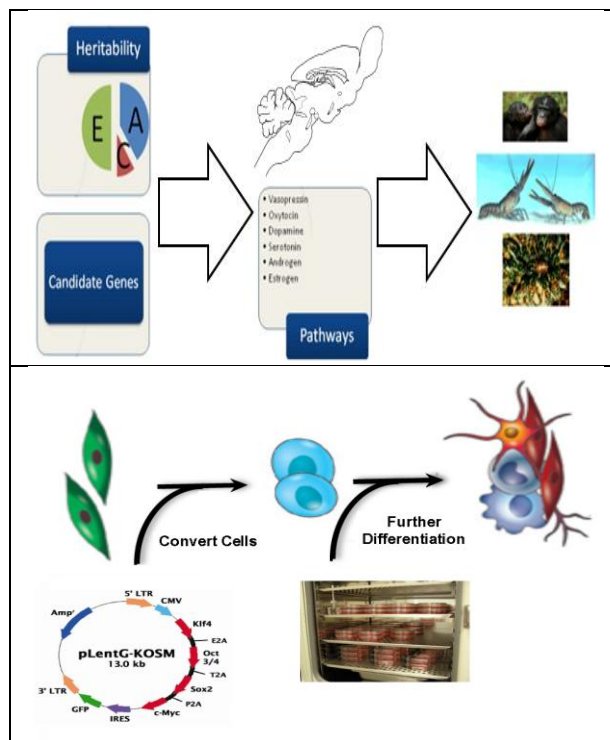 Heritability
E
A
C
Candidate Genes
• Vasopressin
• Oxytocin
• Dopamine
• Serotonin
• Androgen
• Estrogen
Pathways
Convert Cells
Further
Differentiation
5' LTR
CMV
Ampʳ
Klf4
E2A
pLentG-KOSM
13.0 kb
Oct
3/4
T2A
Sox2
3' LTR
P2A
GFP
IRES
c-Myc